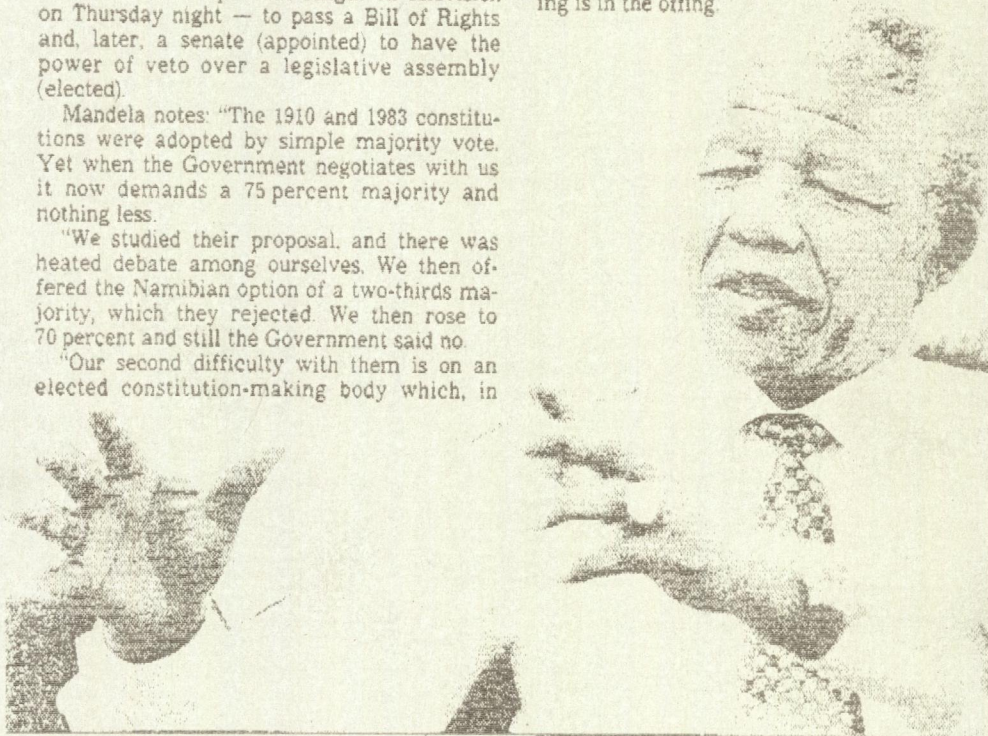 on Thursday night — to pass a Bill of Rights
and, later, a senate (appointed) to have the
power of veto over a legislative assembly
(elected).
Mandela notes: "The 1910 and 1983 constitu-
tions were adopted by simple majority vote.
Yet when the Government negotiates with us
it now demands a 75 percent majority and
nothing less.
"We studied their proposal, and there was
heated debate among ourselves. We then of-
fered the Namibian option of a two-thirds ma-
jority, which they rejected. We then rose to
70 percent and still the Government said no.
"Our second difficulty with them is on an
elected constitution-making body which, in
ing is in the offing.